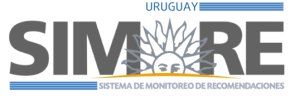 URUGUAY
SIMORE
SISTEMA DE MONITOREO DE RECOMENDACIONES